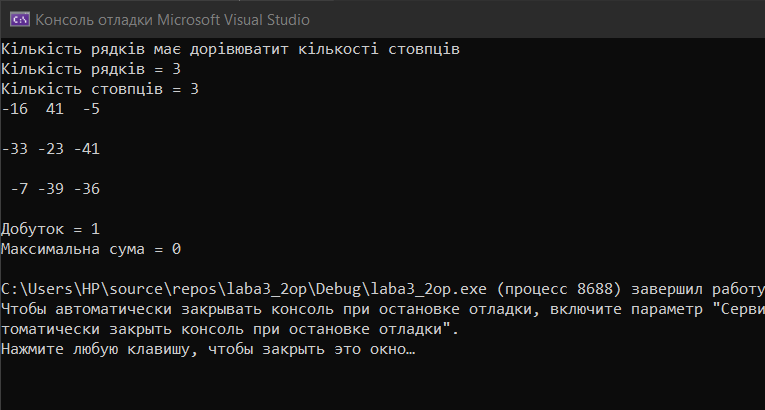 Консоль отладки Microsoft Visual Studio
Кількість рядків має дорівюватит кількості стовпців
Кількість рядків = 3
Кількість стовпців = 3
-16  41  -5
-33 -23 -41
 -7 -39 -36
Добуток = 1
Максимальна сума = 0
C:\Users\HP\source\repos\laba3_2op\Debug\laba3_2op.exe (процесс 8688) завершил работу
Чтобы автоматически закрывать консоль при остановке отладки, включите параметр "Серви
томатически закрыть консоль при остановке отладки".
Нажмите любую клавишу, чтобы закрыть это окно…